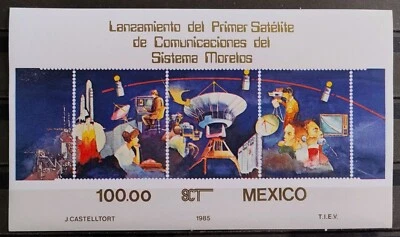 Lanzamiento del Primer Satélite
de Comunicaciones del
Sistema Morelos
100.00 SCT MEXICO
J.CASTELLTORT 1985 T.I.E.V.